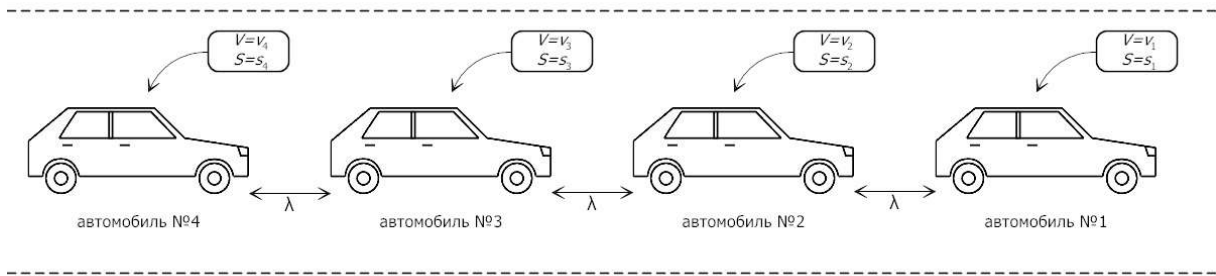 V=v₄
S=s₄
V=v₃
S=s₃
V=v₂
S=s₂
V=v₁
S=s₁
λ
λ
λ
автомобиль №4
автомобиль №3
автомобиль №2
автомобиль №1